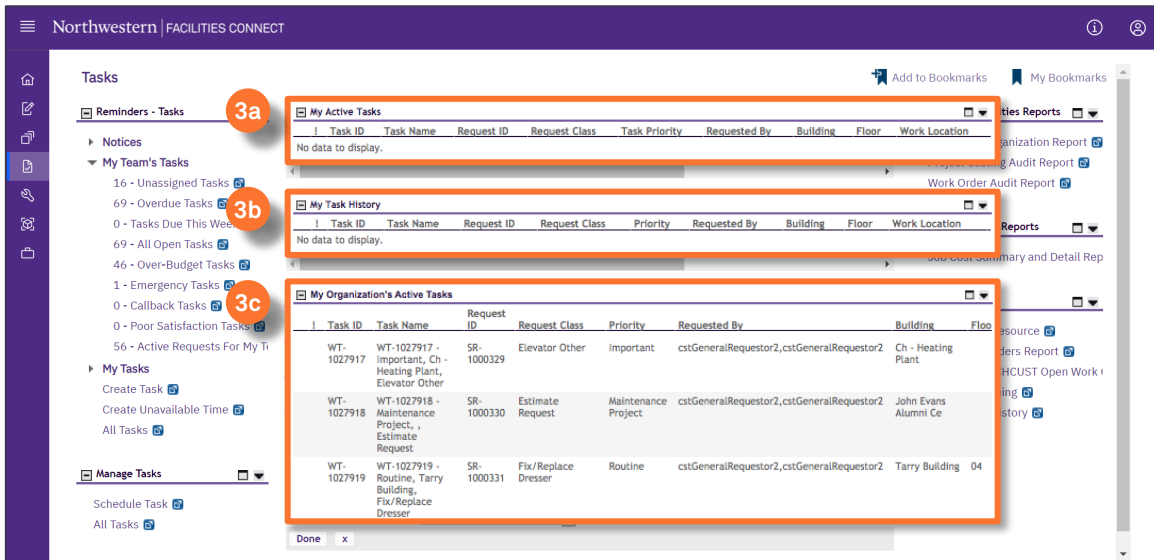 Northwestern | FACILITIES CONNECT
Tasks
Add to Bookmarks
My Bookmarks
Reminders - Tasks
Notices
My Team's Tasks
16 - Unassigned Tasks
69 - Overdue Tasks
0 - Tasks Due This Week
69 - All Open Tasks
46 - Over-Budget Tasks
1 - Emergency Tasks
0 - Callback Tasks
0 - Poor Satisfaction Tasks
56 - Active Requests For My
My Tasks
Create Task
Create Unavailable Time
All Tasks
Manage Tasks
Schedule Task
All Tasks
3a
My Active Tasks
! Task ID Task Name Request ID Request Class Task Priority Requested By Building Floor Work Location
No data to display.
3b
My Task History
! Task ID Task Name Request ID Request Class Priority Requested By Building Floor Work Location
No data to display.
3c
My Organization's Active Tasks
! Task ID Task Name Request ID Request Class Priority Requested By Building Floo
WT-1027917 WT-1027917 - Important, Ch - Heating Plant, Elevator Other SR-1000329 Elevator Other Important cstGeneralRequestor2,cstGeneralRequestor2 Ch - Heating Plant
WT-1027918 WT-1027918 - Maintenance Project, , Estimate Request SR-1000330 Estimate Request Maintenance Project cstGeneralRequestor2,cstGeneralRequestor2 John Evans Alumni Ce
WT-1027919 WT-1027919 - Routine, Tarry Building, Fix/Replace Dresser SR-1000331 Fix/Replace Dresser Routine cstGeneralRequestor2,cstGeneralRequestor2 Tarry Building 04
Done x
ties Reports
anization Report
Audit Report
Work Order Audit Report
Reports
Job Cost Summary and Detail Rep
esource
ders Report
HCUST Open Work
ing
story